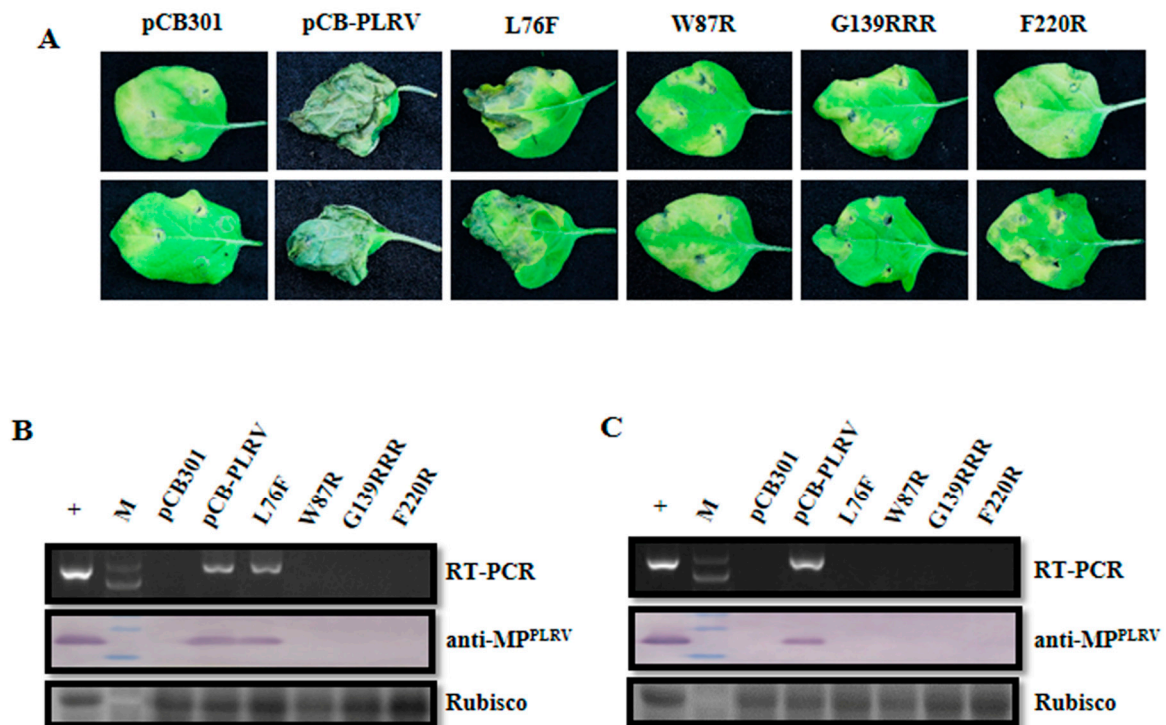 A
pCB301 pCB-PLRV L76F W87R G139RRR F220R
B
+ M pCB301 pCB-PLRV L76F W87R G139RRR F220R
RT-PCR
anti-MPPLRV
Rubisco
C
+ M pCB301 pCB-PLRV L76F W87R G139RRR F220R
RT-PCR
anti-MPPLRV
Rubisco